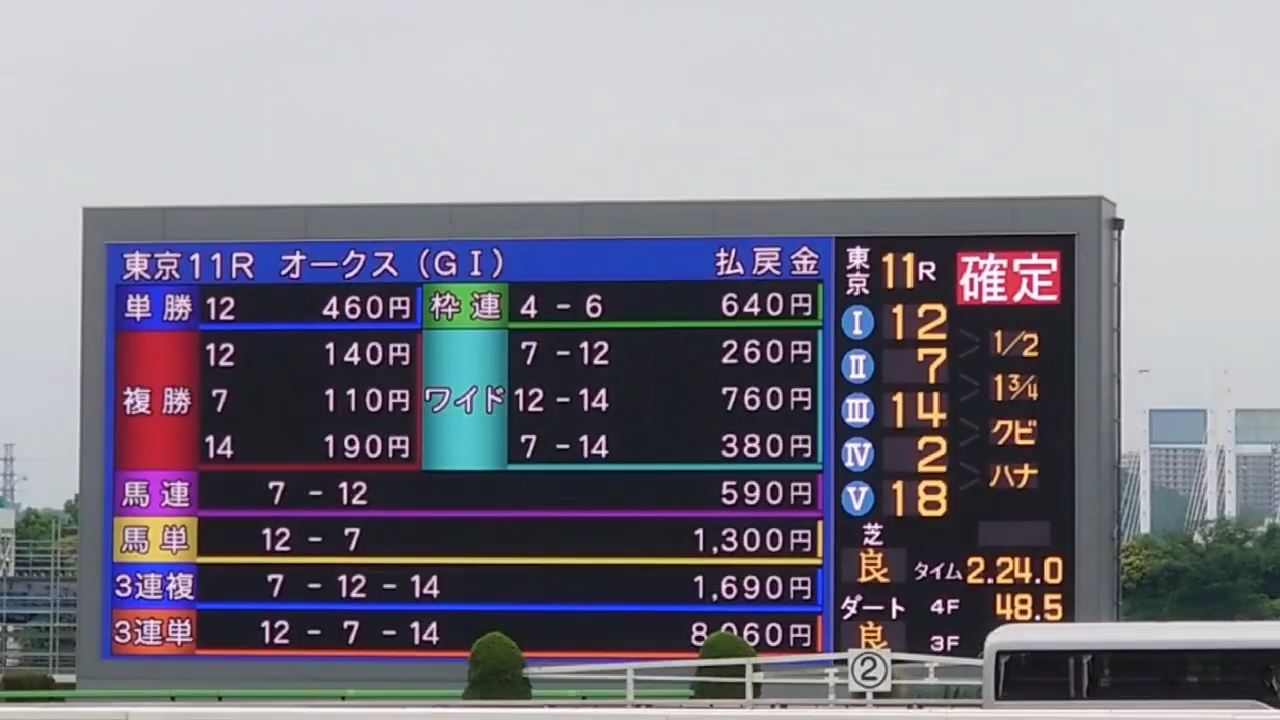 東京11R オークス(GⅠ) 払戻金
単勝 12 460円 枠連 4-6 640円
複勝 12 140円 ワイド 7-12 260円
7 110円 12-14 760円
14 190円 7-14 380円
馬連 7-12 590円
馬単 12-7 1,300円
3連複 7-12-14 1,690円
3連単 12-7-14
東京 11R 確定
Ⅰ 12
1/2
Ⅱ 7
1 3/4
Ⅲ 14
クビ
Ⅳ 2
ハナ
Ⅴ 18
芝
良 タイム 2.24.0
ダート 4F 48.5
良 3F
②